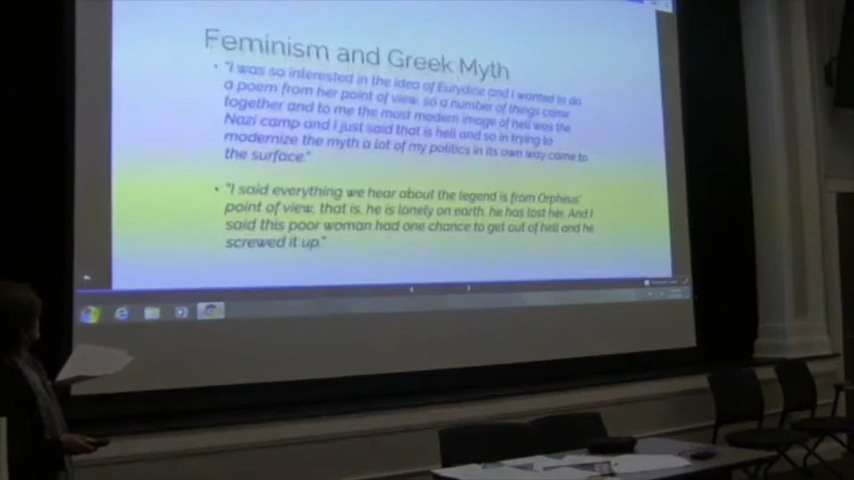 Feminism and Greek Myth
• "I was so interested in the idea of Eurydice and I wanted to do
a poem from her point of view, so a number of things came
together and to me the most modern image of hell was the
Nazi camp and I just said that is hell and so in trying to
modernize the myth a lot of my politics in its own way came to
the surface."
• "I said everything we hear about the legend is from Orpheus'
point of view, that is, he is lonely on earth, he has lost her. And I
said this poor woman had one chance to get out of hell and he
screwed it up."